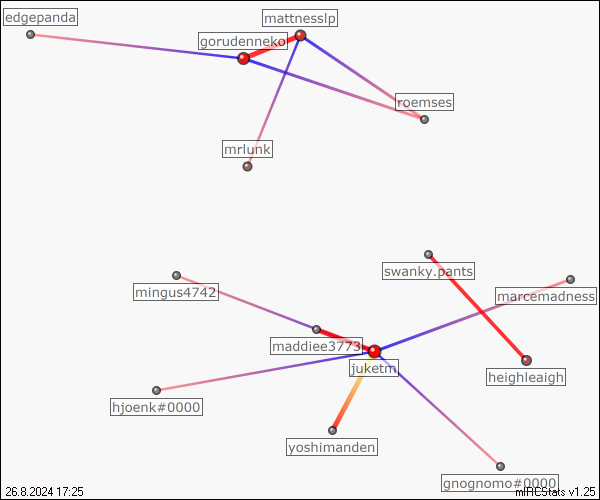 edgepanda
mattnesslp
gorudenneko
roemses
mrlunk
swanky.pants
mingus4742
marcemadness
maddiee3773
juketm
heighleaigh
hjoenk#0000
yoshimanden
gnognomo#0000
26.8.2024 17:25
mIRCStats v1.25